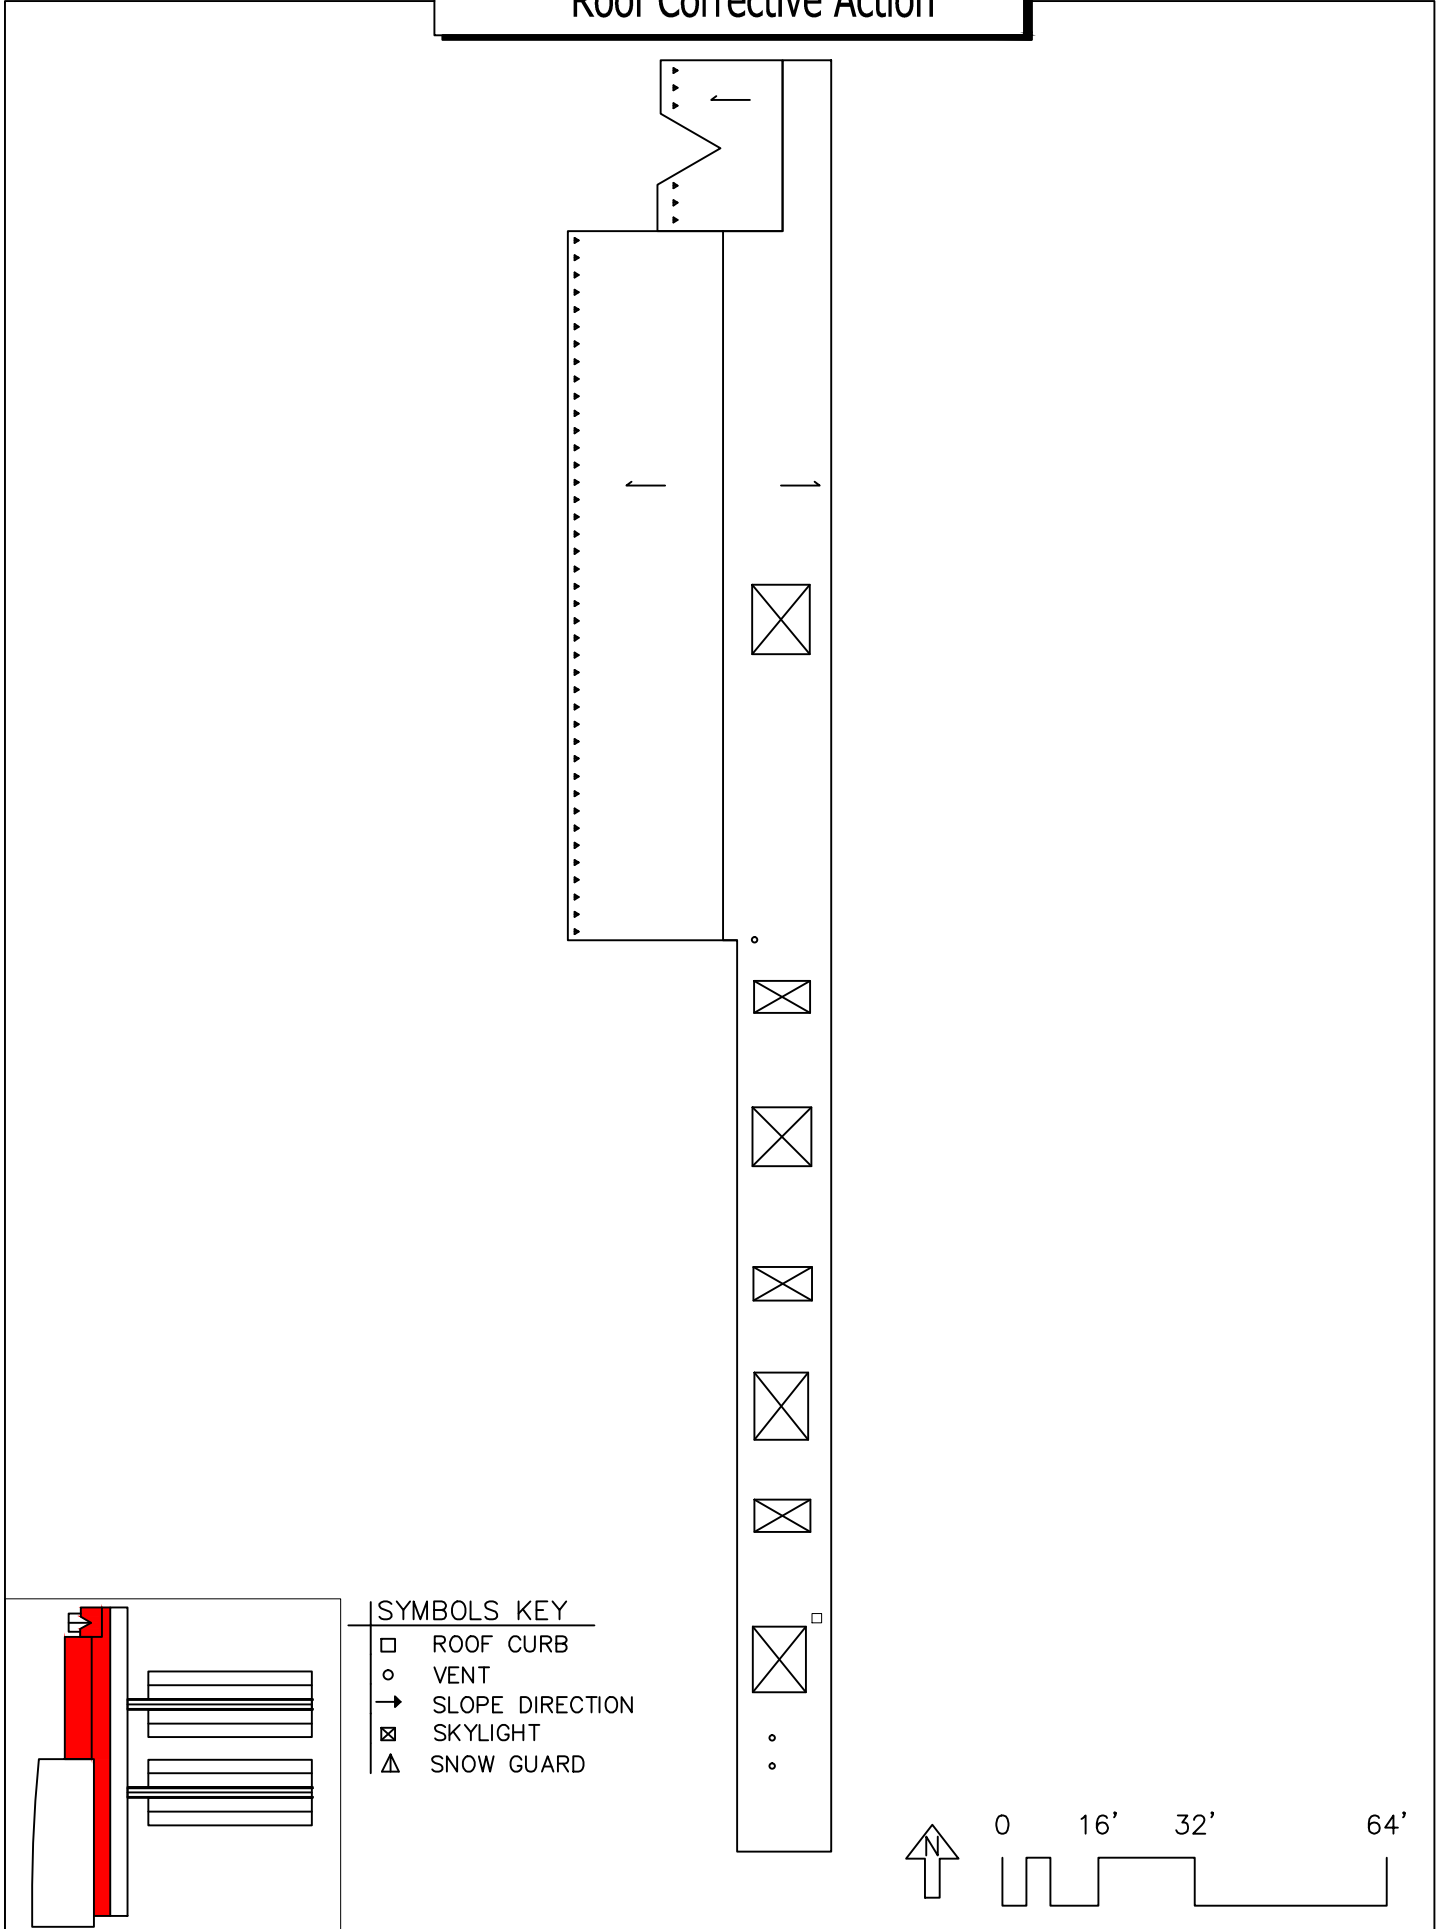 Roof Corrective Action
SYMBOLS KEY
ROOF CURB
VENT
SLOPE DIRECTION
SKYLIGHT
SNOW GUARD
N
0 16' 32' 64'